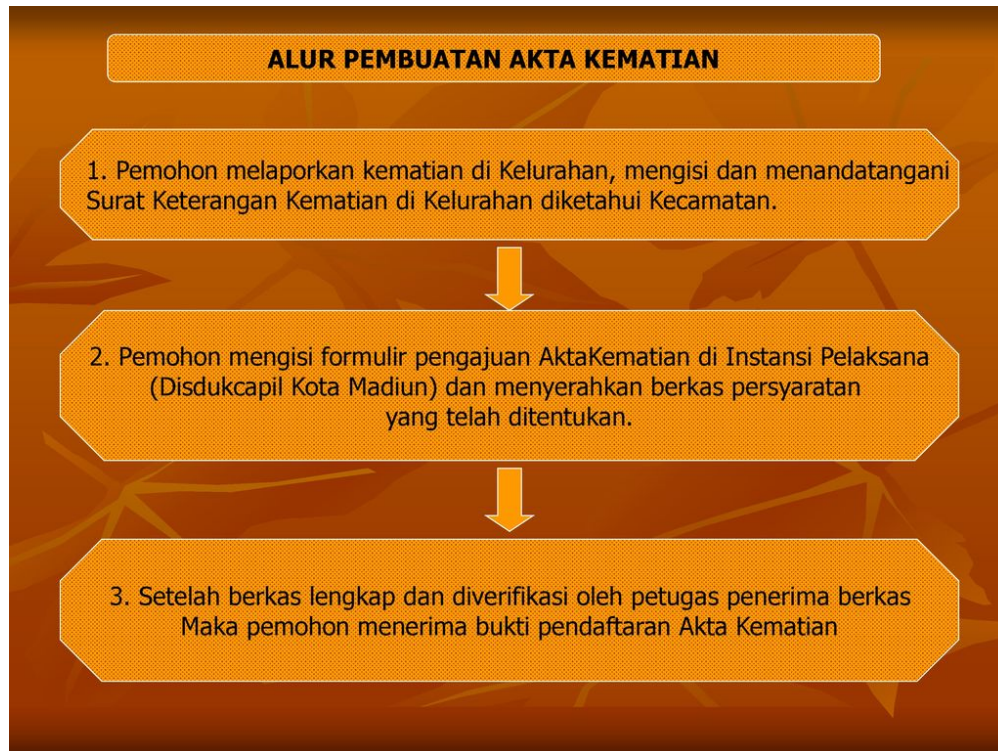 ALUR PEMBUATAN AKTA KEMATIAN
1. Pemohon melaporkan kematian di Kelurahan, mengisi dan menandatangani
Surat Keterangan Kematian di Kelurahan diketahui Kecamatan.
2. Pemohon mengisi formulir pengajuan AktaKematian di Instansi Pelaksana
(Disdukcapil Kota Madiun) dan menyerahkan berkas persyaratan
yang telah ditentukan.
3. Setelah berkas lengkap dan diverifikasi oleh petugas penerima berkas
Maka pemohon menerima bukti pendaftaran Akta Kematian